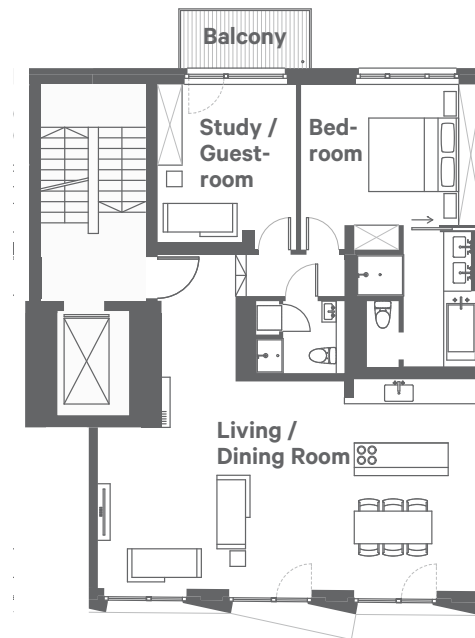 Balcony
Study /
Guest-
room
Bed-
room
Living /
Dining Room